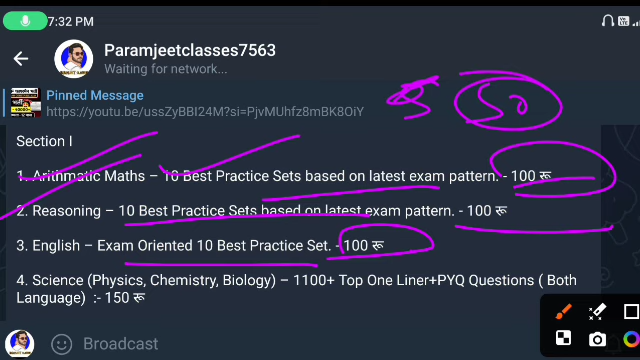 7:32 PM
Paramjeetclasses7563
Waiting for network...
Pinned Message
https://youtu.be/ussZyBBI24M?si=PjvMUhfz8mBK8OiY
50
Section I
1. Arithmatic Maths – 10 Best Practice Sets based on latest exam pattern. - 100 रू
2. Reasoning – 10 Best Practice Sets based on latest exam pattern. - 100 रू
3. English – Exam Oriented 10 Best Practice Set. - 100 रू
4. Science (Physics, Chemistry, Biology) – 1100+ Top One Liner+PYQ Questions ( Both
Language) :- 150 रू
Broadcast